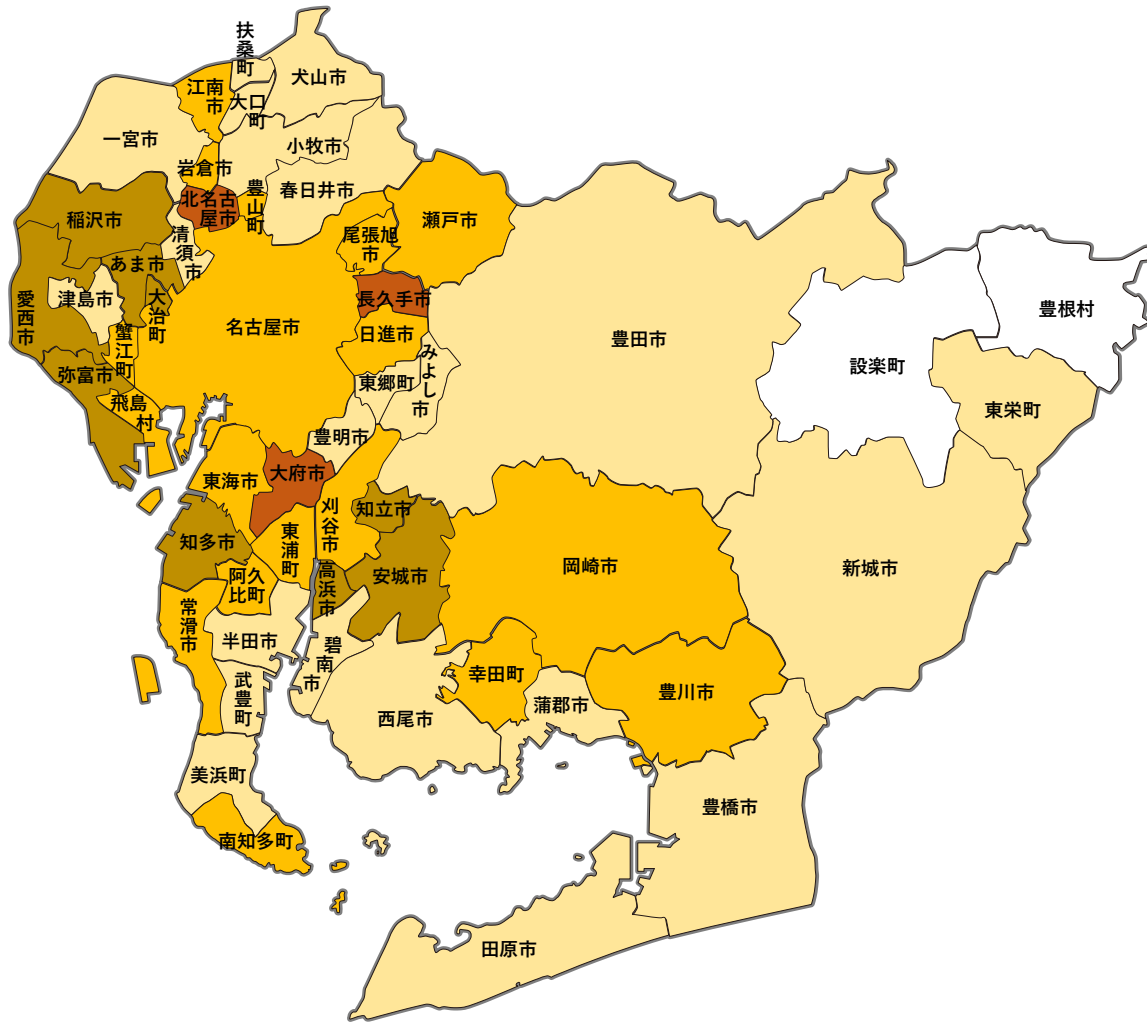 扶桑町
犬山市
江南市
大口町
一宮市
小牧市
岩倉市
春日井市
北名古屋市
豊山町
稲沢市
瀬戸市
清須市
尾張旭市
あま市
津島市
大治町
愛西市
長久手市
豊根村
名古屋市
日進市
蟹江町
みよし市
豊田市
設楽町
弥富市
東郷町
飛島村
東栄町
豊明市
大府市
東海市
知立市
刈谷市
知多市
東浦町
岡崎市
新城市
阿久比町
高浜市
安城市
常滑市
半田市
碧南市
幸田町
豊川市
武豊町
蒲郡市
西尾市
美浜町
豊橋市
南知多町
田原市